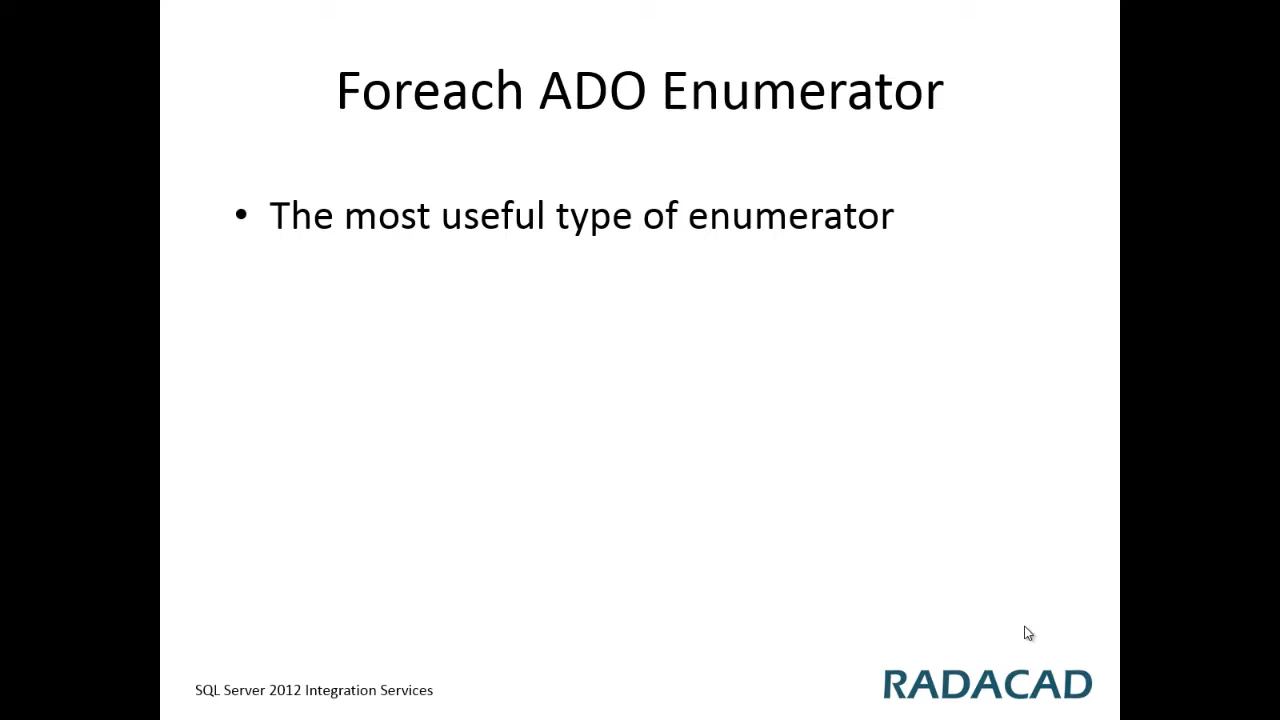 Foreach ADO Enumerator
• The most useful type of enumerator
SQL Server 2012 Integration Services
RADACAD